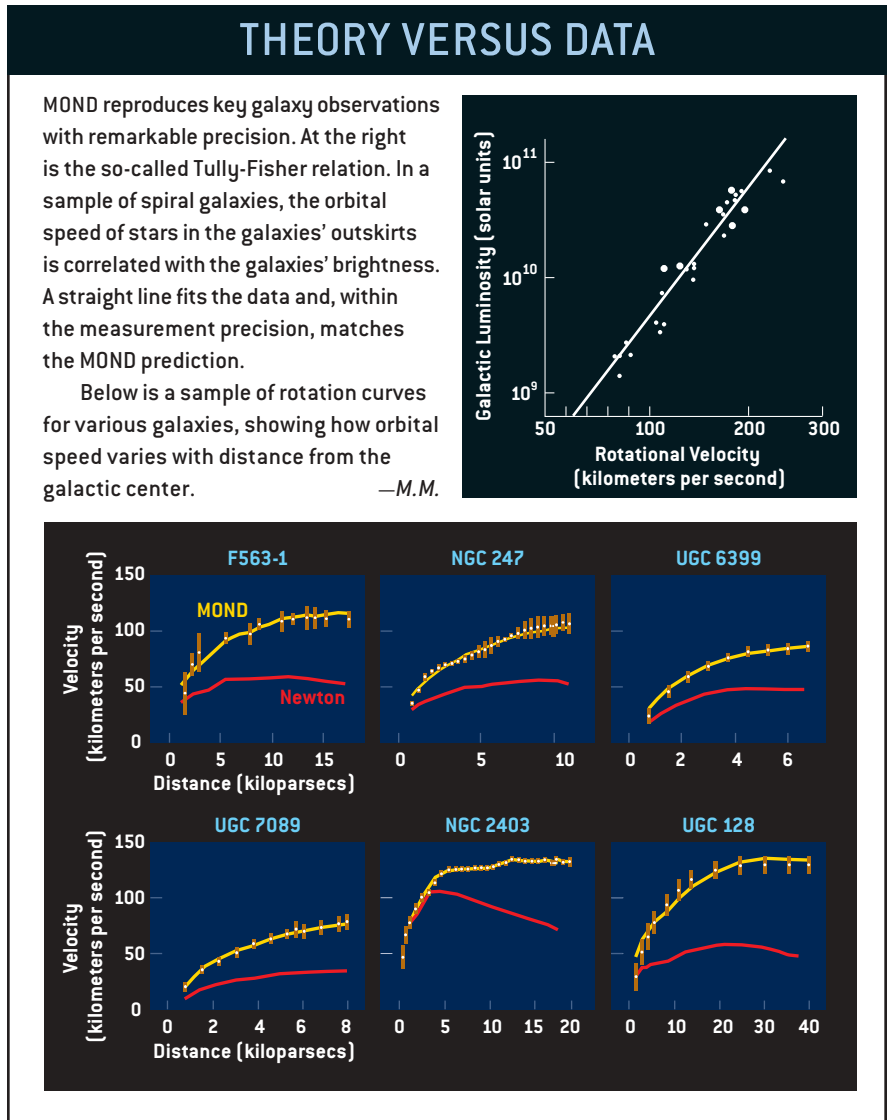 THEORY VERSUS DATA
MOND reproduces key galaxy observations
with remarkable precision. At the right
is the so-called Tully-Fisher relation. In a
sample of spiral galaxies, the orbital
speed of stars in the galaxies’ outskirts
is correlated with the galaxies’ brightness.
A straight line fits the data and, within
the measurement precision, matches
the MOND prediction.
Below is a sample of rotation curves
for various galaxies, showing how orbital
speed varies with distance from the
galactic center. —M.M.
Galactic Luminosity (solar units)
10¹¹
10¹⁰
10⁹
50 100 200 300
Rotational Velocity
(kilometers per second)
F563-1
Velocity
(kilometers per second)
150
100
50
0
MOND
Newton
0 5 10 15
Distance (kiloparsecs)
NGC 247
0 5 10
UGC 6399
0 2 4 6
UGC 7089
Velocity
(kilometers per second)
150
100
50
0
0 2 4 6 8
Distance (kiloparsecs)
NGC 2403
0 5 10 15 20
UGC 128
0 10 20 30 40